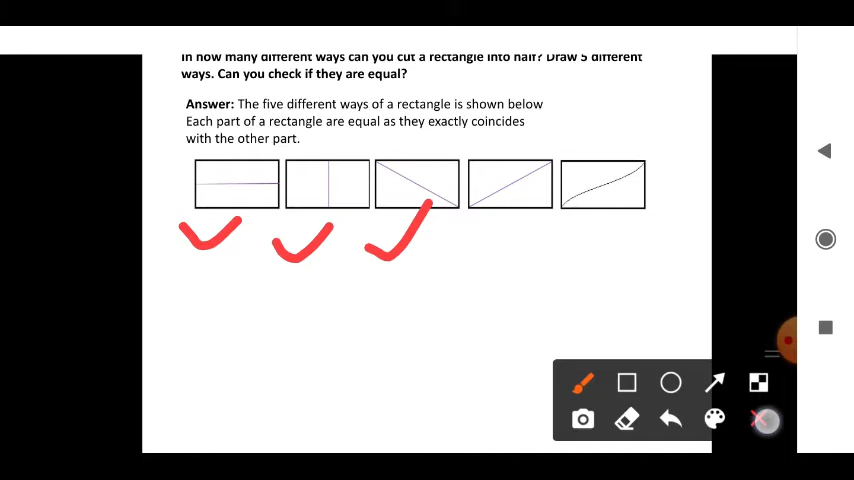 In how many different ways can you cut a rectangle into half? Draw 5 different
ways. Can you check if they are equal?
Answer: The five different ways of a rectangle is shown below
Each part of a rectangle are equal as they exactly coincides
with the other part.